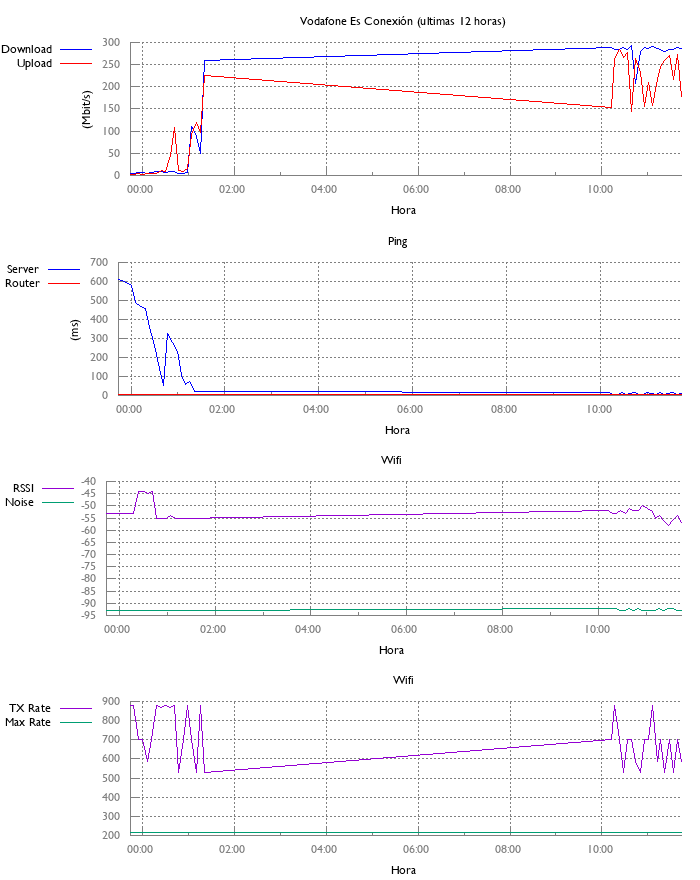 Vodafone Es Conexión (ultimas 12 horas)
Download
Upload
300
250
200
150
100
50
0
(Mbit/s)
00:00 02:00 04:00 06:00 08:00 10:00
Hora
Ping
Server
Router
700
600
500
400
300
200
100
0
(ms)
00:00 02:00 04:00 06:00 08:00 10:00
Hora
Wifi
RSSI
Noise
-40
-45
-50
-55
-60
-65
-70
-75
-80
-85
-90
-95
00:00 02:00 04:00 06:00 08:00 10:00
Hora
Wifi
TX Rate
Max Rate
900
800
700
600
500
400
300
200
00:00 02:00 04:00 06:00 08:00 10:00
Hora